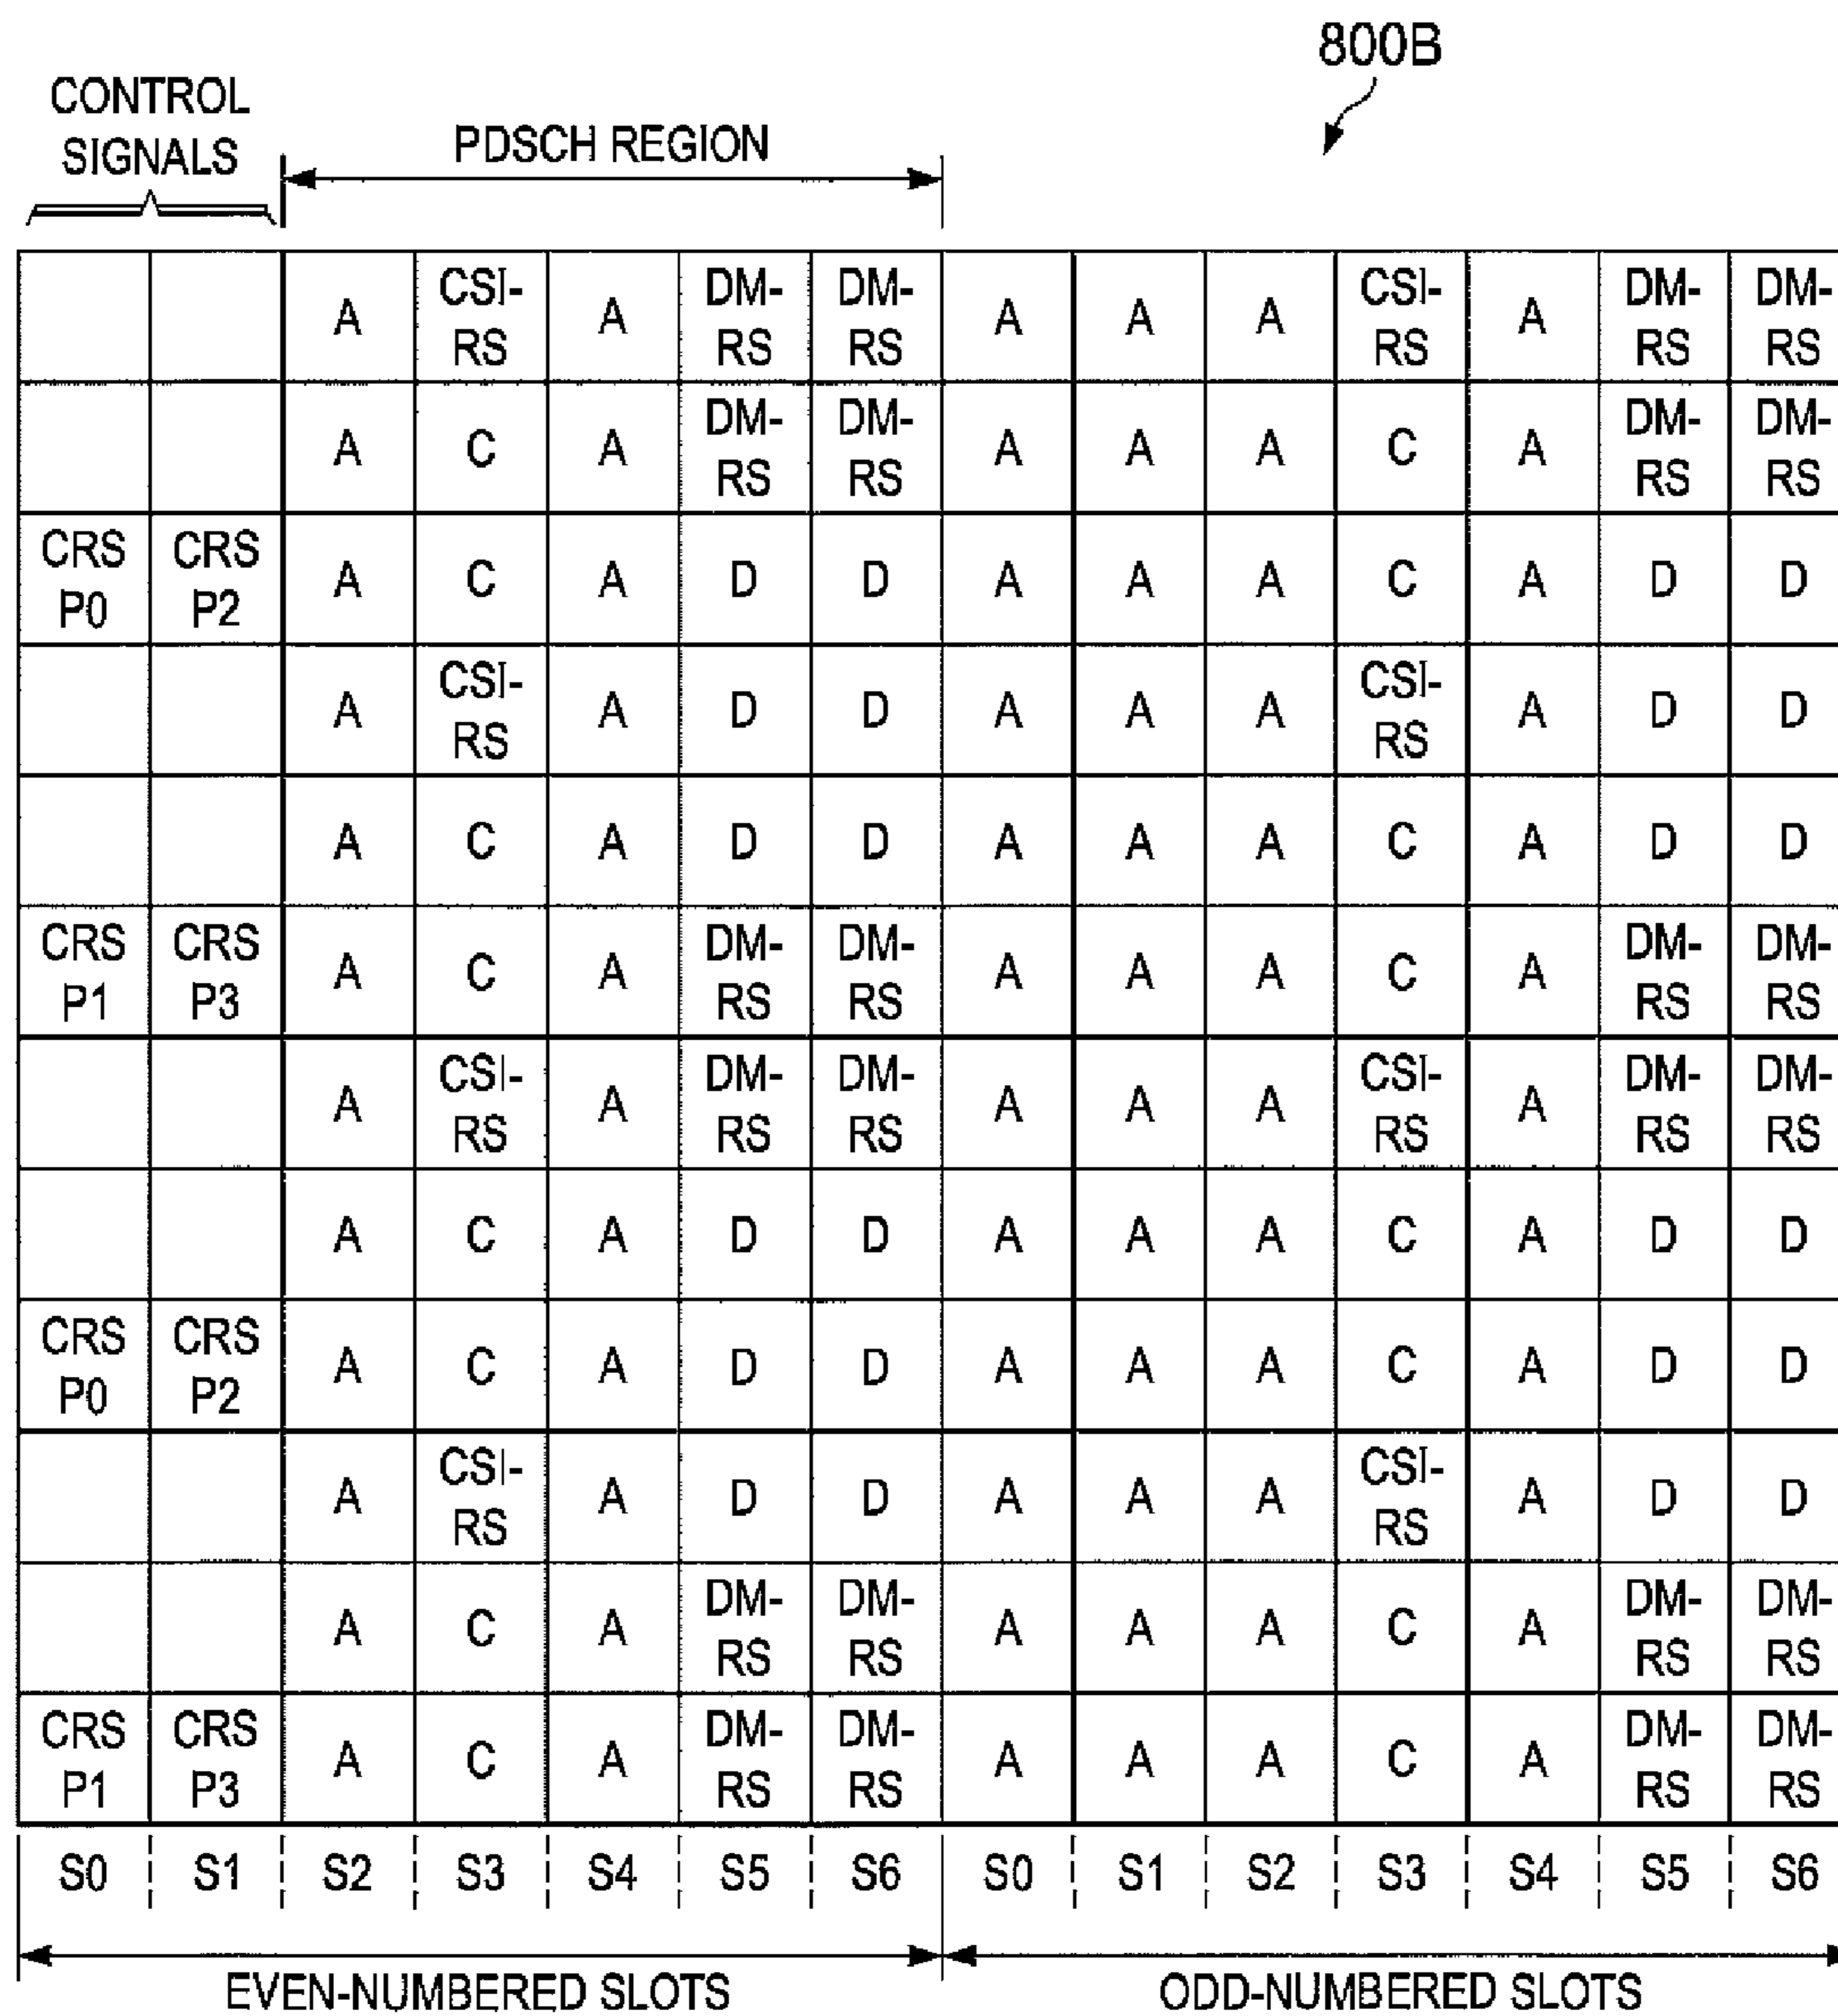 800B
CONTROL
SIGNALS
PDSCH REGION
A CSI-RS A DM-RS DM-RS A A A CSI-RS A DM-RS DM-RS
A C A DM-RS DM-RS A A A C A DM-RS DM-RS
CRS P0 CRS P2 A C A D D A A A C A D D
A CSI-RS A D D A A A CSI-RS A D D
A C A D D A A A C A D D
CRS P1 CRS P3 A C A DM-RS DM-RS A A A C A DM-RS DM-RS
A CSI-RS A DM-RS DM-RS A A A CSI-RS A DM-RS DM-RS
A C A D D A A A C A D D
CRS P0 CRS P2 A C A D D A A A C A D D
A CSI-RS A D D A A A CSI-RS A D D
A C A DM-RS DM-RS A A A C A DM-RS DM-RS
CRS P1 CRS P3 A C A DM-RS DM-RS A A A C A DM-RS DM-RS
S0 S1 S2 S3 S4 S5 S6 S0 S1 S2 S3 S4 S5 S6
EVEN-NUMBERED SLOTS ODD-NUMBERED SLOTS